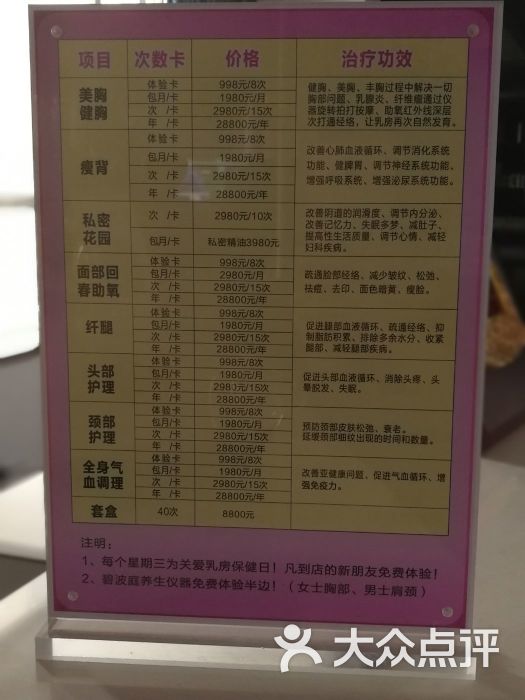 项目 次数卡 价格 治疗功效
美胸
健胸
体验卡 998元/8次
包月/卡 1980元/月
次 /卡 2980元/15次
年 /卡 28800元/年
健胸、美胸、丰胸过程中解决一切
胸部问题、乳腺炎、纤维瘤通过仪
器旋转拍打按摩、助氧红外线深层
次打通经络，让乳房再次自然发育。
瘦背
体验卡 998元/8次
包月/卡 1980元/月
次 /卡 2980元/15次
年 /卡 28800元/年
改善心肺血液循环、调节消化系统
功能、健脾胃、调节神经系统功能、
增强呼吸系统、增强泌尿系统功能。
私密
花园
次 /卡 2980元/10次
包月/卡 私密精油3980元
改善阴道的润滑度、调节内分泌、
改善记忆力、失眠多梦、减肚子、
提高性生活质量、调节心情、减轻
妇科疾病。
面部回
春助氧
体验卡 998元/8次
包月/卡 2980元/月
次 /卡 2980元/15次
年 /卡 28800元/年
疏通脸部经络、减少皱纹、松弛、
祛痘、去印、面色暗黄、瘦脸。
纤腿
体验卡 998元/8次
包月/卡 1980元/月
次 /卡 2980元/15次
年 /卡 28800元/年
促进腿部血液循环、疏通经络、抑
制脂肪积累、排除多余水分、收紧
腿部、减轻腿部疾病。
头部
护理
体验卡 998元/8次
包月/卡 1980元/月
次 /卡 2980元/15次
年 /卡 28800元/年
促进头部血液循环、消除头疼、头
晕脱发、失眠。
颈部
护理
体验卡 998元/8次
包月/卡 1980元/月
次 /卡 2980元/15次
年 /卡 28800元/年
预防颈部皮肤松弛、衰老。
延缓颈部细纹出现的时间和数量。
全身气
血调理
体验卡 998元/8次
包月/卡 1980元/月
次 /卡 2980元/15次
年 /卡 28800元/年
改善亚健康问题、促进气血循环、增
强免疫力。
套盒 40次 8800元
注明：
1、每个星期三为关爱乳房保健日！凡到店的新朋友免费体验！
2、碧波庭养生仪器免费体验半边！（女士胸部、男士肩颈）
大众点评